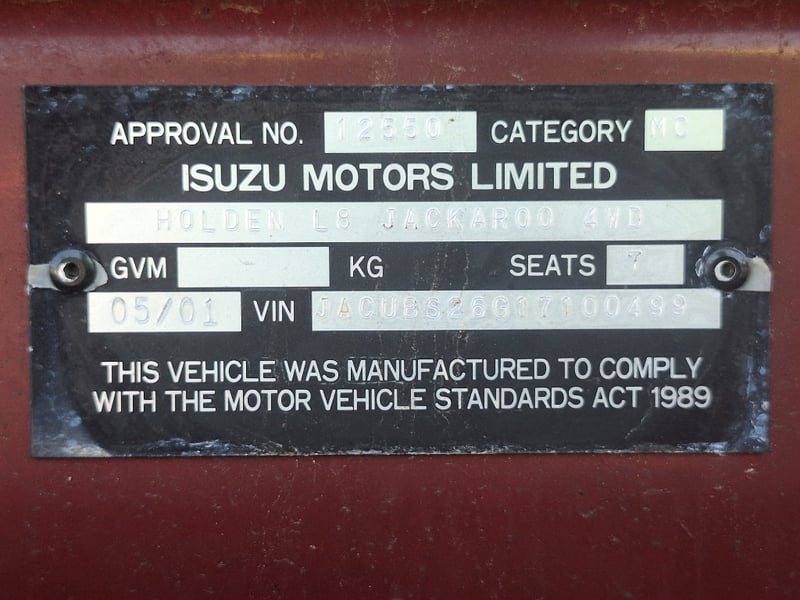 APPROVAL NO. 12550 CATEGORY MC
ISUZU MOTORS LIMITED
HOLDEN L8 JACKAROO 4WD
GVM - KG SEATS 7
05/01 VIN JACUBS26G17100499
THIS VEHICLE WAS MANUFACTURED TO COMPLY
WITH THE MOTOR VEHICLE STANDARDS ACT 1989